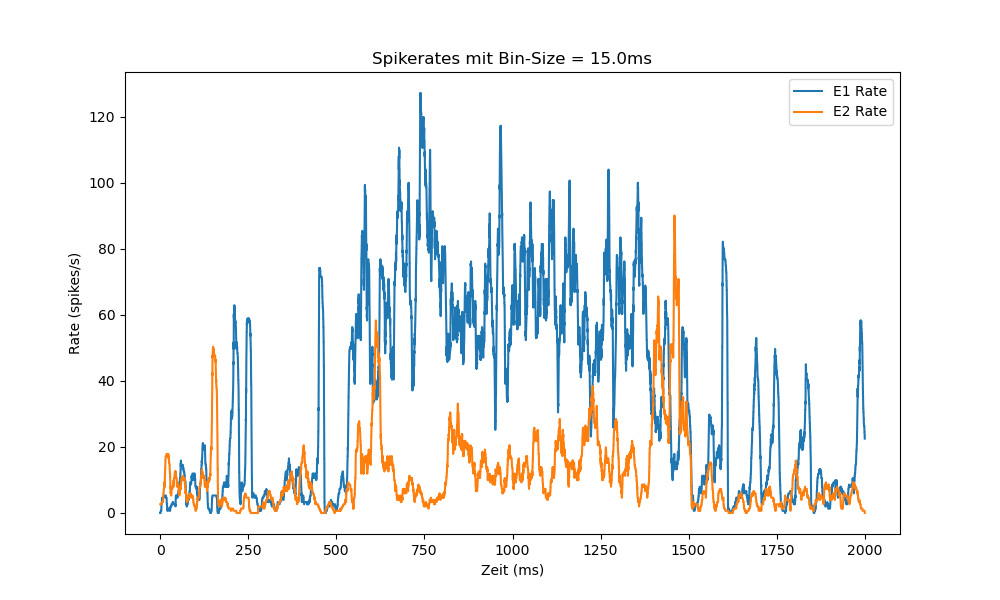 Spikerates mit Bin-Size = 15.0ms
E1 Rate
E2 Rate
Rate (spikes/s)
120
100
80
60
40
20
0
0 250 500 750 1000 1250 1500 1750 2000
Zeit (ms)